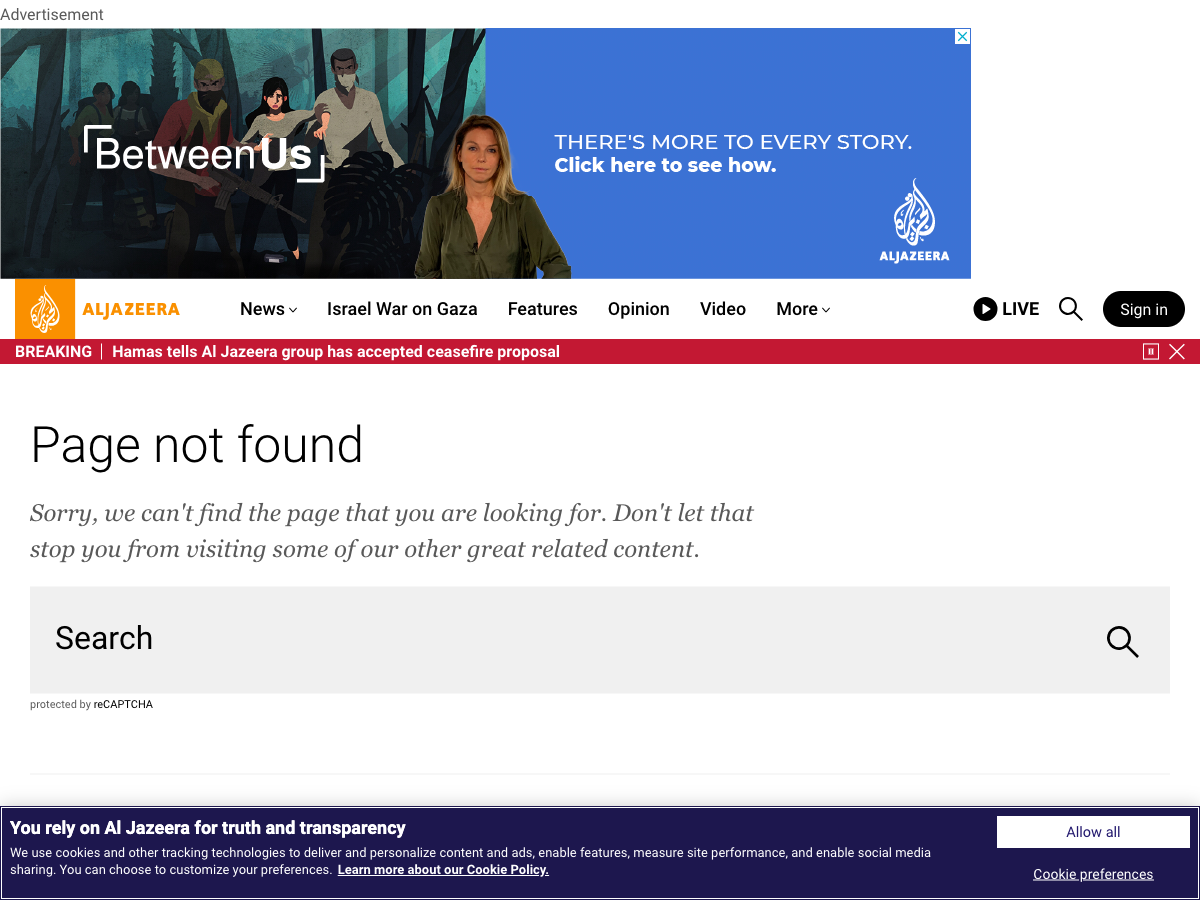 Advertisement
BetweenUs
THERE'S MORE TO EVERY STORY.
Click here to see how.
ALJAZEERA
ALJAZEERA
News
Israel War on Gaza
Features
Opinion
Video
More
LIVE
Sign in
BREAKING
Hamas tells Al Jazeera group has accepted ceasefire proposal
Page not found
Sorry, we can't find the page that you are looking for. Don't let that
stop you from visiting some of our other great related content.
Search
protected by reCAPTCHA
You rely on Al Jazeera for truth and transparency
We use cookies and other tracking technologies to deliver and personalize content and ads, enable features, measure site performance, and enable social media
sharing. You can choose to customize your preferences. Learn more about our Cookie Policy.
Allow all
Cookie preferences